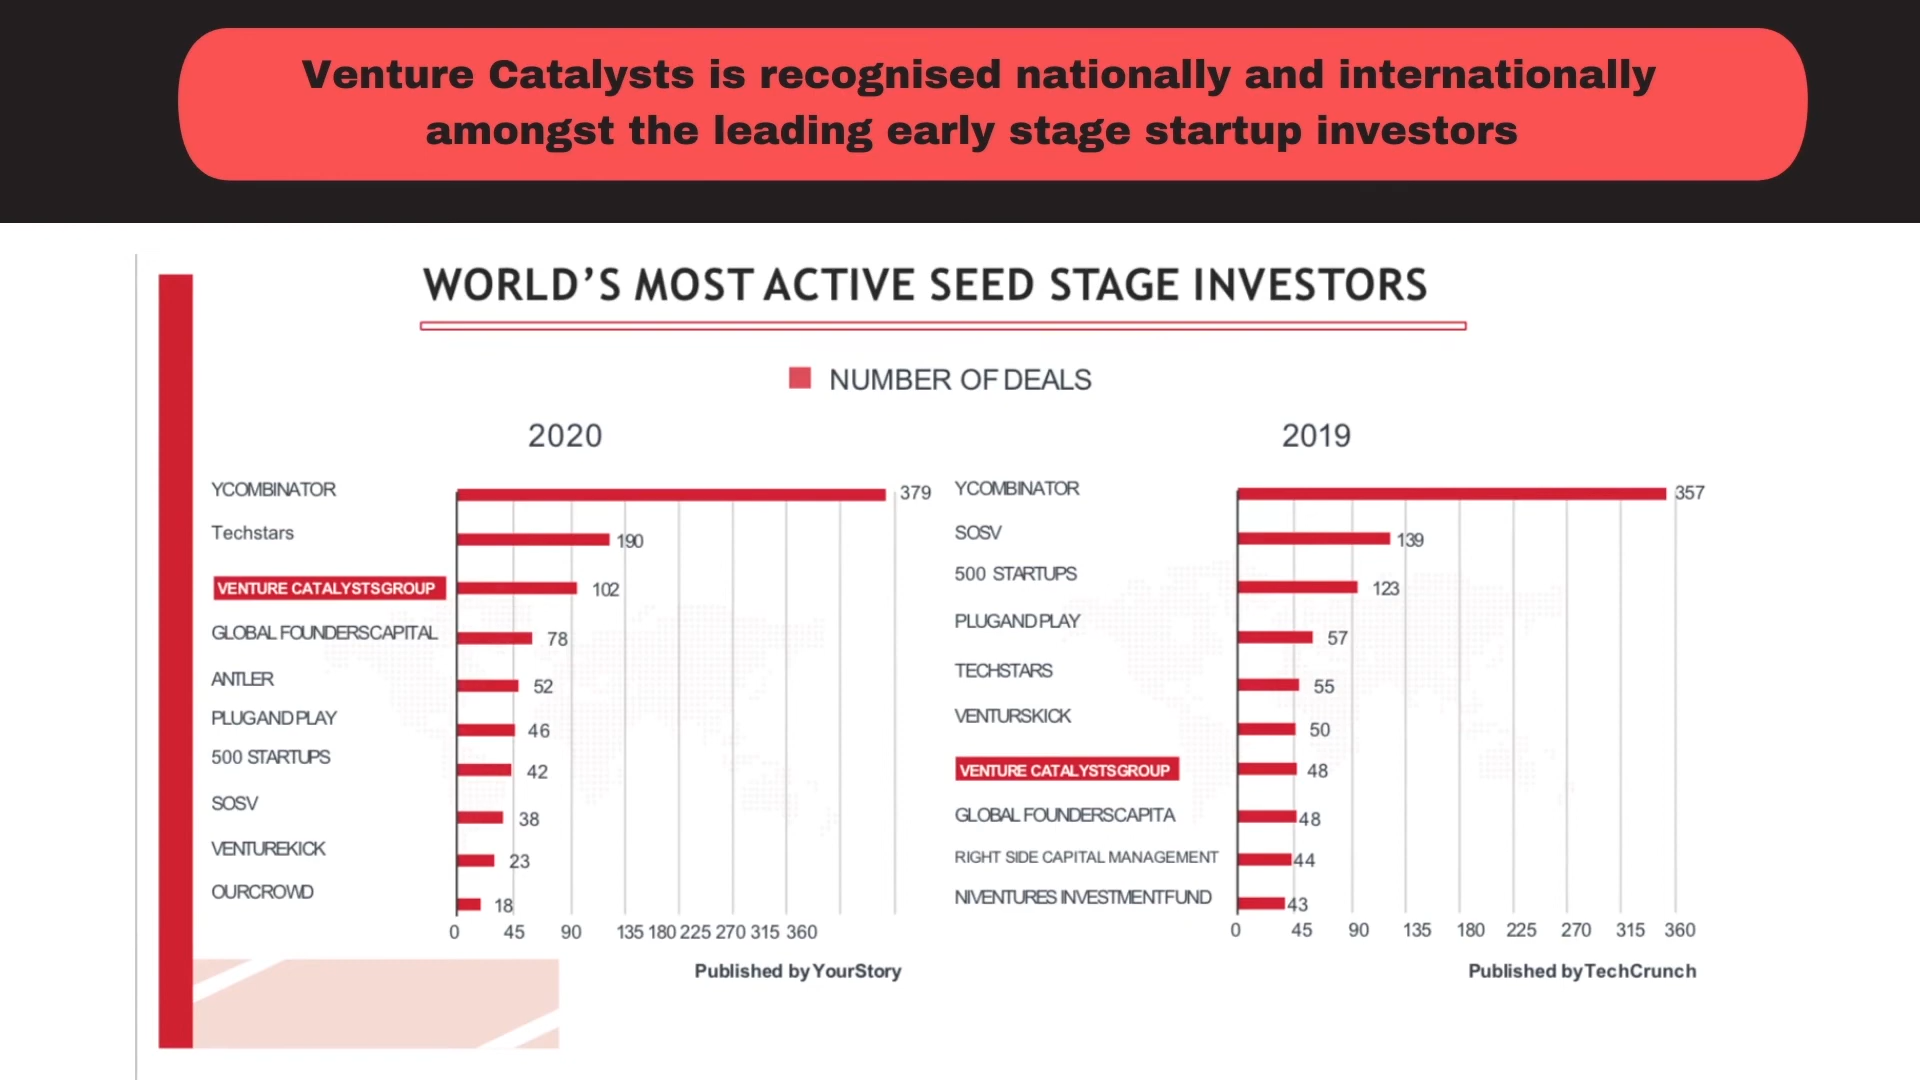 Venture Catalysts is recognised nationally and internationally
amongst the leading early stage startup investors
WORLD’S MOST ACTIVE SEED STAGE INVESTORS
NUMBER OF DEALS
2020
YCOMBINATOR 379
Techstars 190
VENTURE CATALYSTSGROUP 102
GLOBAL FOUNDERSCAPITAL 78
ANTLER 52
PLUGANDPLAY 46
500 STARTUPS 42
SOSV 38
VENTUREKICK 23
OURCROWD 18
0 45 90 135 180 225 270 315 360
Published by YourStory
2019
YCOMBINATOR 357
SOSV 139
500 STARTUPS 123
PLUGANDPLAY 57
TECHSTARS 55
VENTURSKICK 50
VENTURE CATALYSTSGROUP 48
GLOBAL FOUNDERSCAPITA 48
RIGHT SIDE CAPITAL MANAGEMENT 44
NIVENTURES INVESTMENTFUND 43
0 45 90 135 180 225 270 315 360
Published byTechCrunch